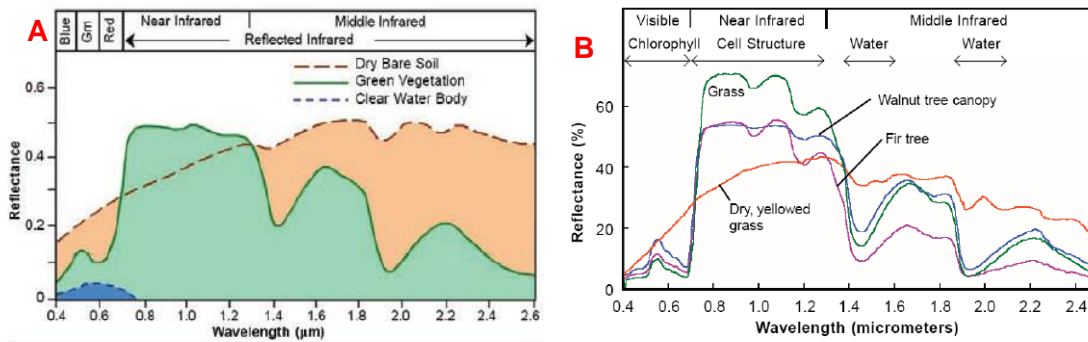 A
Blue
Grn
Red
Near Infrared
Middle Infrared
Reflected Infrared
Dry Bare Soil
Green Vegetation
Clear Water Body
0.6
0.4
0.2
0
Reflectance
0.4 0.6 0.8 1.0 1.2 1.4 1.6 1.8 2.0 2.2 2.4 2.6
Wavelength (µm)
B
Visible Near Infrared Middle Infrared
Chlorophyll Cell Structure Water Water
Grass
Walnut tree canopy
Fir tree
Dry, yellowed
grass
60
40
20
0
Reflectance (%)
0.4 0.6 0.8 1.0 1.2 1.4 1.6 1.8 2.0 2.2 2.4
Wavelength (micrometers)